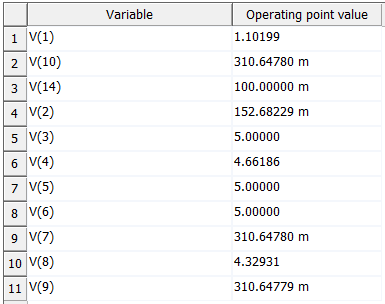 Variable Operating point value
1 V(1) 1.10199
2 V(10) 310.64780 m
3 V(14) 100.00000 m
4 V(2) 152.68229 m
5 V(3) 5.00000
6 V(4) 4.66186
7 V(5) 5.00000
8 V(6) 5.00000
9 V(7) 310.64780 m
10 V(8) 4.32931
11 V(9) 310.64779 m